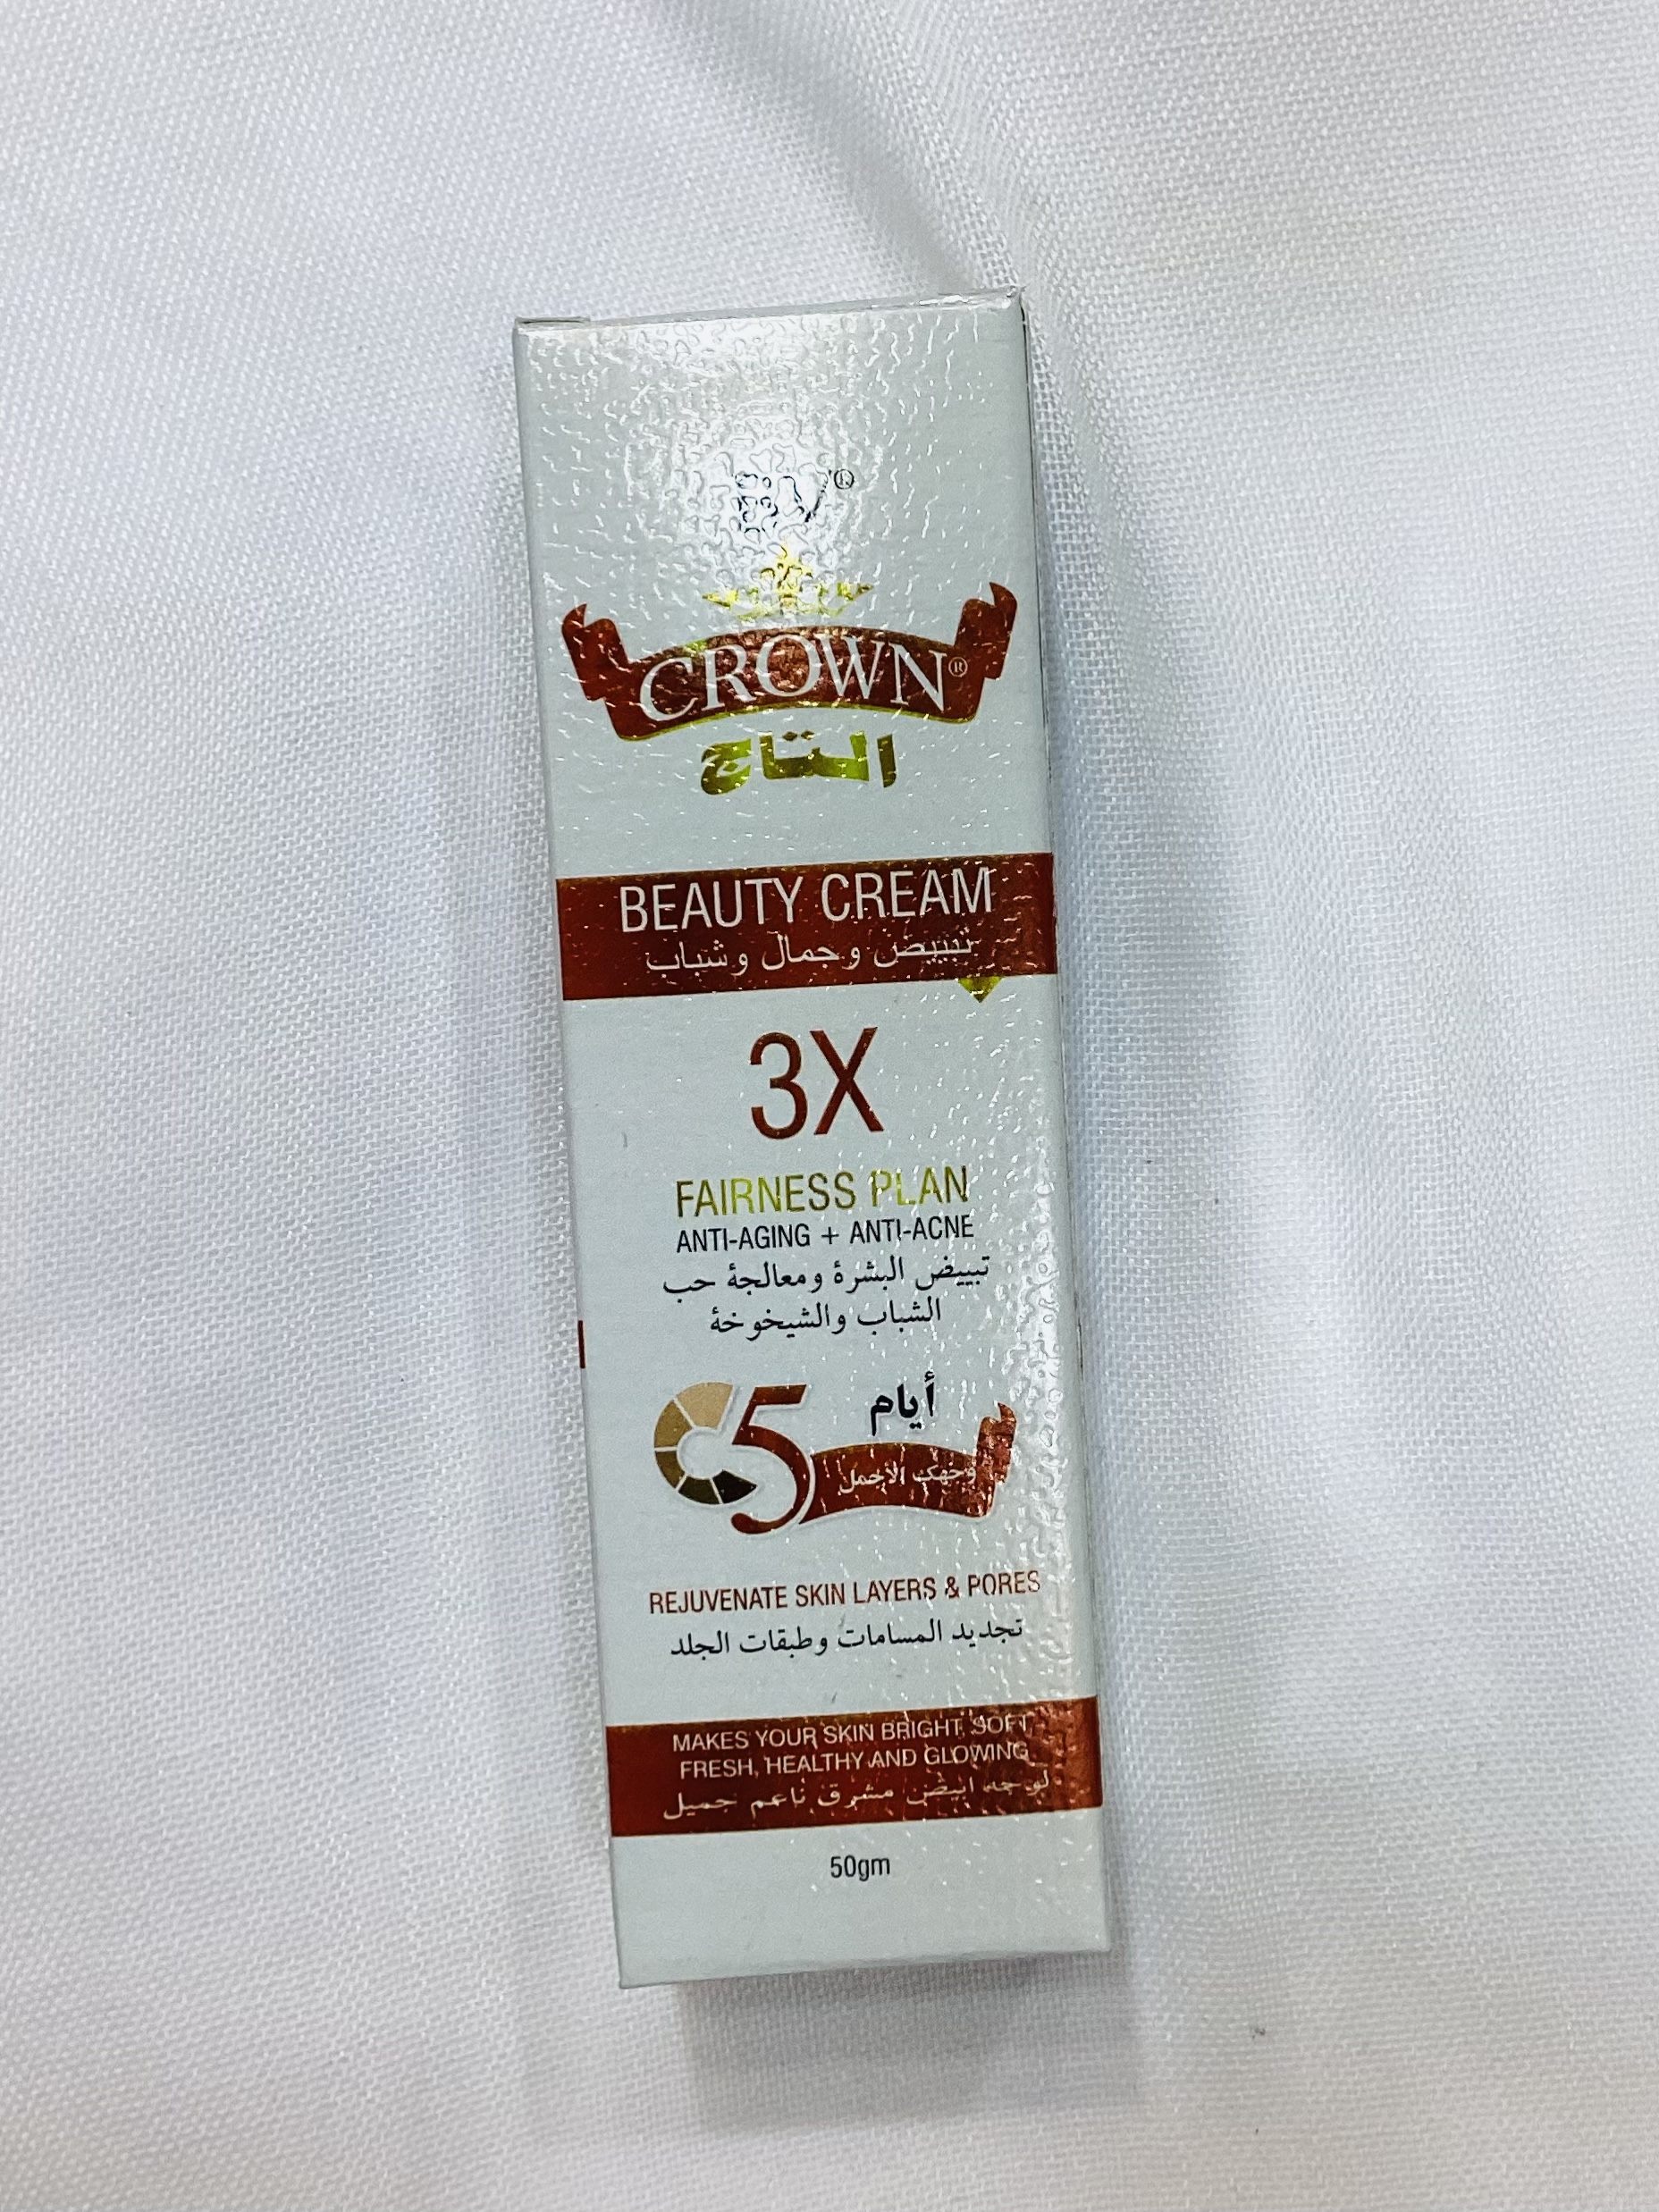 CROWN®
التاج
BEAUTY CREAM
تبييض وجمال وشباب
3X
FAIRNESS PLAN
ANTI-AGING + ANTI-ACNE
تبييض البشرة ومعالجة حب
الشباب والشيخوخة
5 أيام
وجهك الاجمل
REJUVENATE SKIN LAYERS & PORES
تجديد المسامات وطبقات الجلد
MAKES YOUR SKIN BRIGHT, SOFT,
FRESH, HEALTHY AND GLOWING
لوجه ابيض مشرق ناعم جميل
50gm